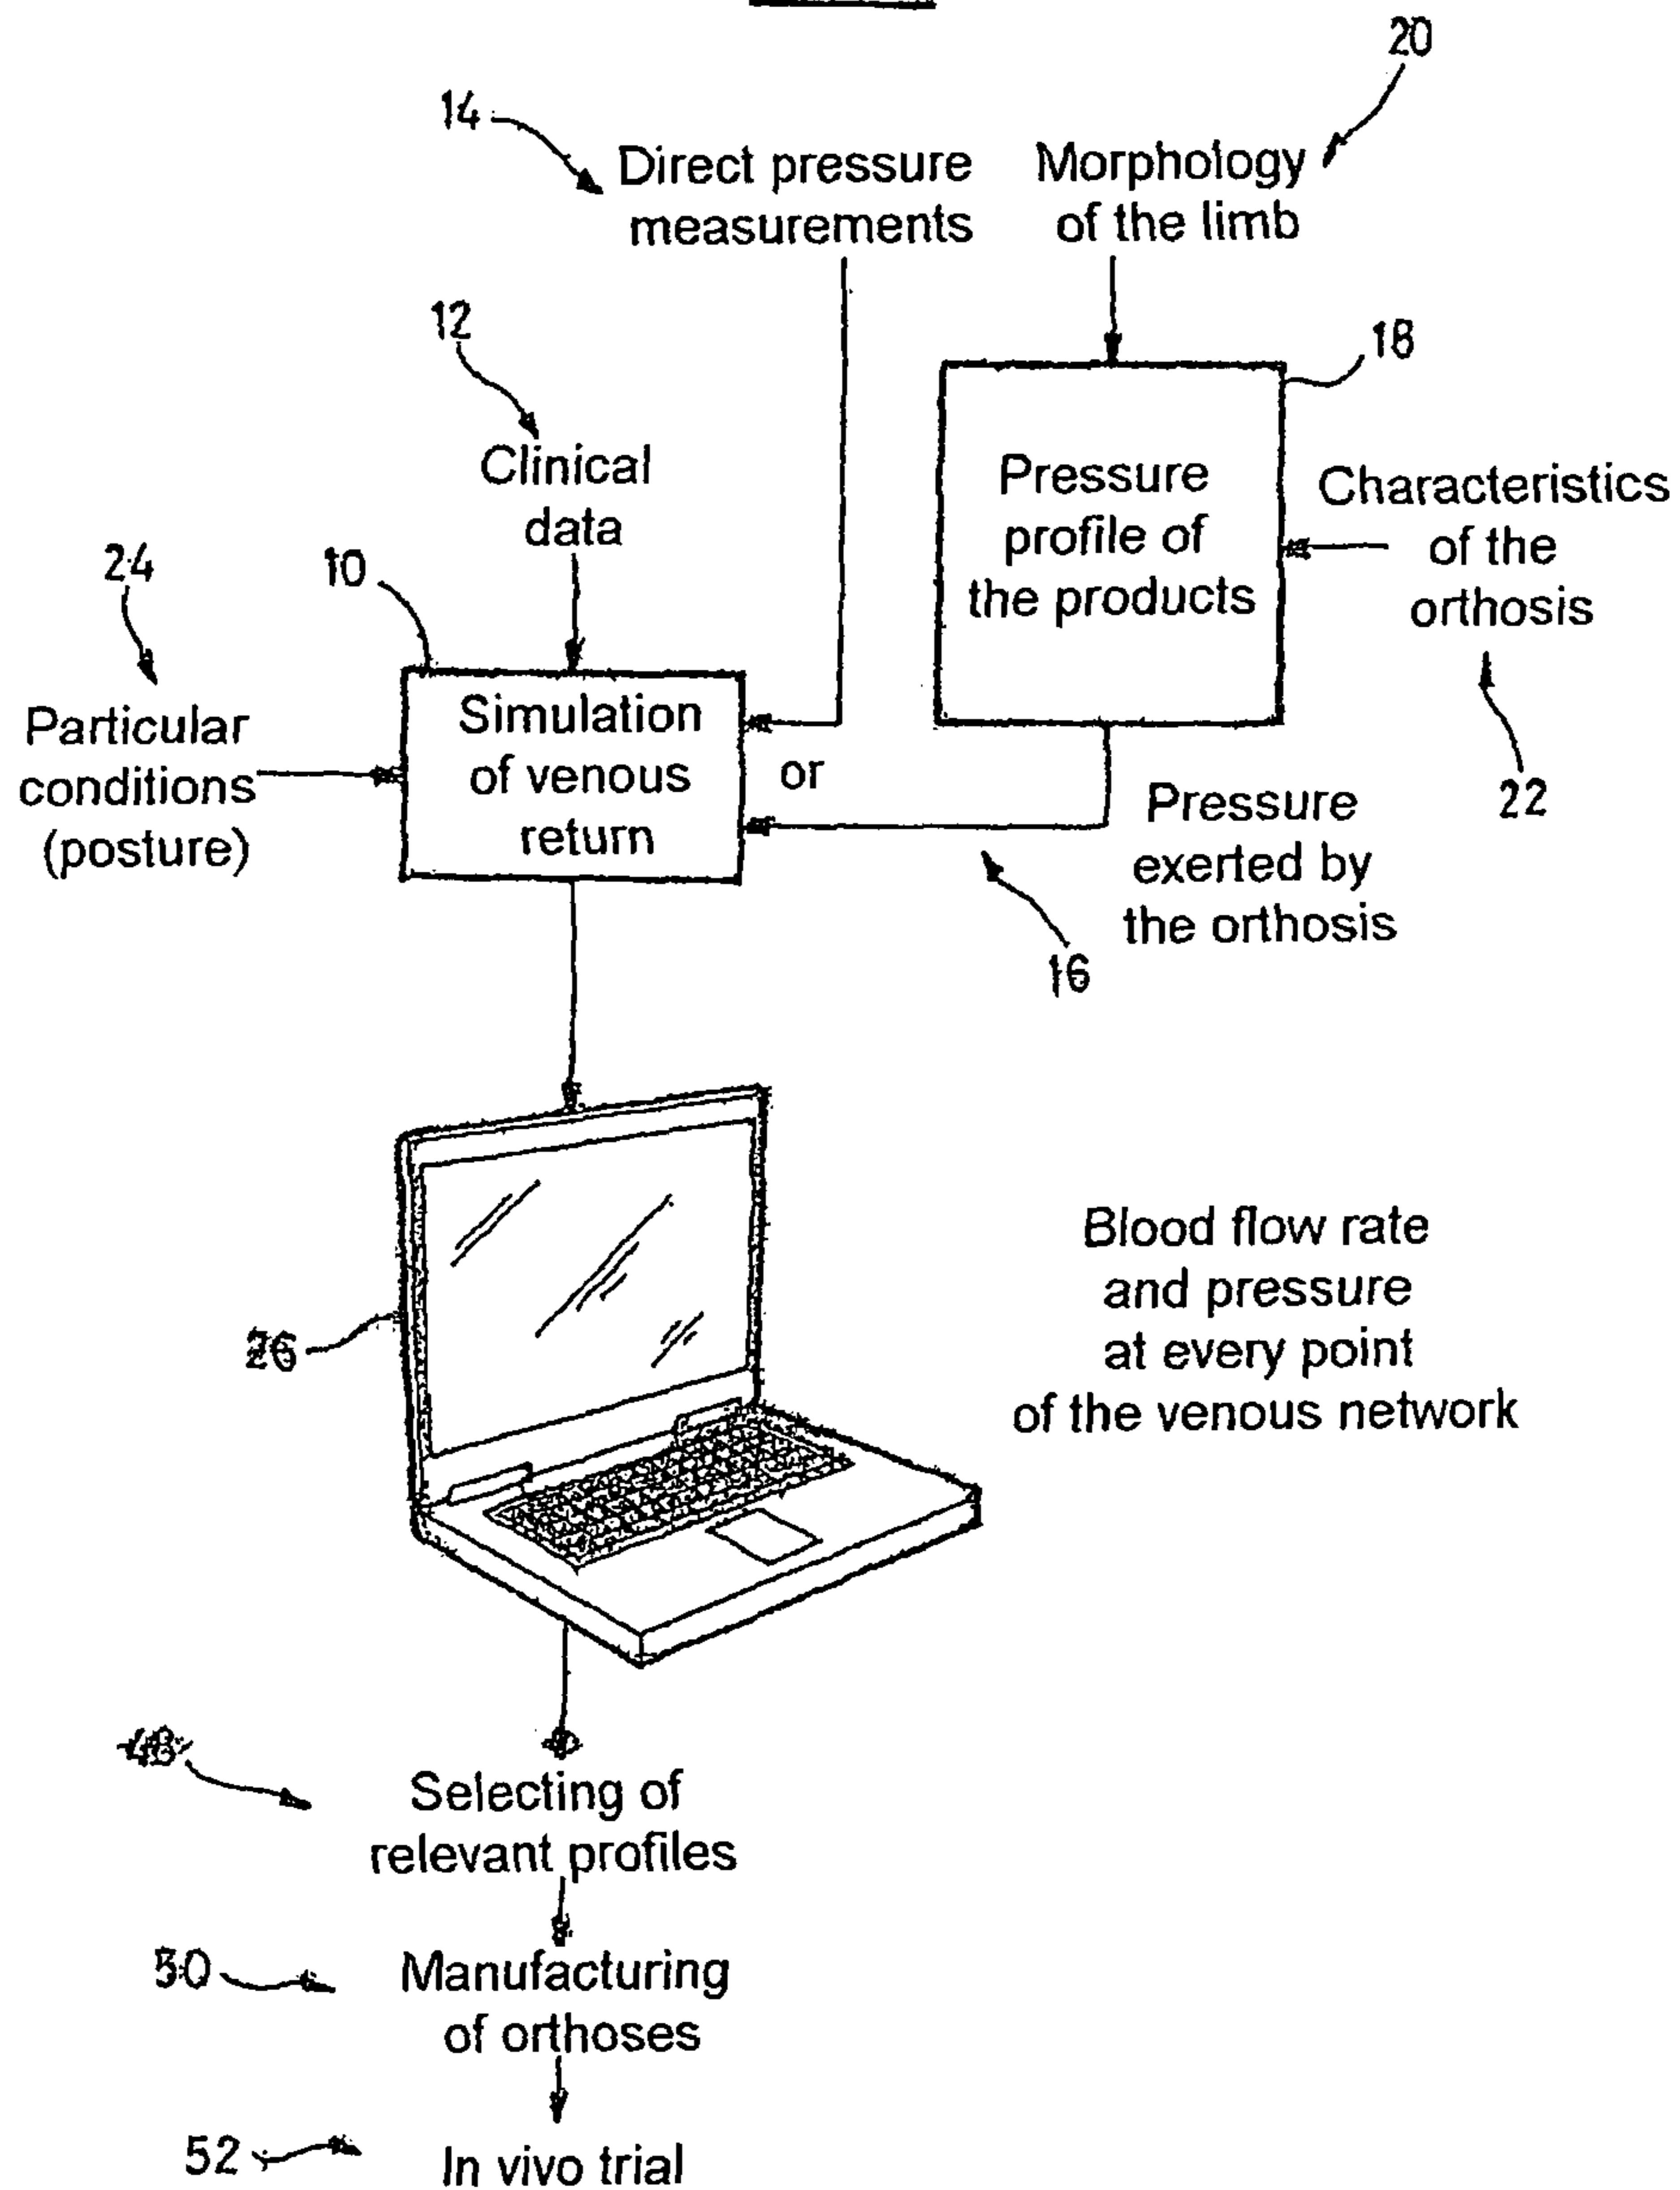 20
14
Direct pressure
measurements
Morphology
of the limb
12
18
Clinical
data
Pressure
profile of
the products
Characteristics
of the
orthosis
24
10
22
Particular
conditions
(posture)
Simulation
of venous
return
or
Pressure
exerted by
the orthosis
16
26
Blood flow rate
and pressure
at every point
of the venous network
48
Selecting of
relevant profiles
50
Manufacturing
of orthoses
52
In vivo trial